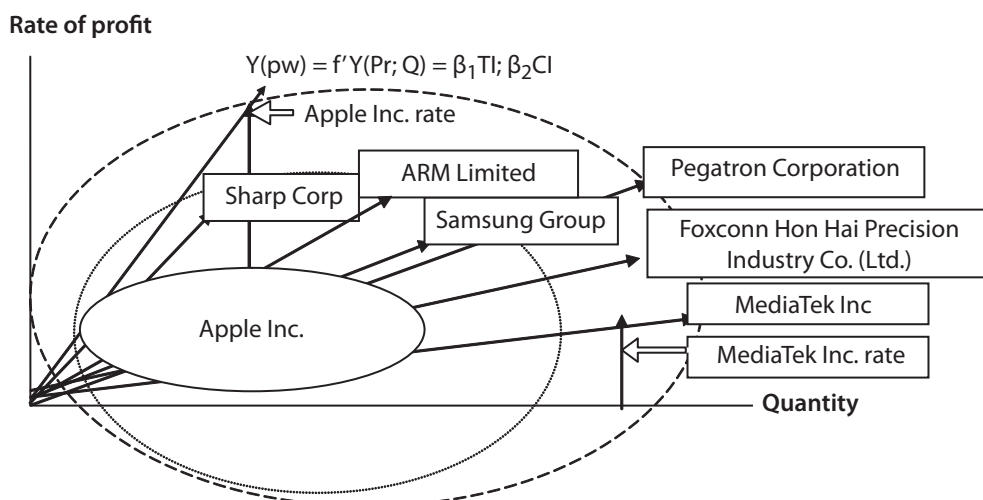 Rate of profit
Y(pw) = f'Y(Pr; Q) = β₁TI; β₂CI
Apple Inc. rate
ARM Limited
Pegatron Corporation
Sharp Corp
Samsung Group
Foxconn Hon Hai Precision
Industry Co. (Ltd.)
MediaTek Inc
Apple Inc.
MediaTek Inc. rate
Quantity